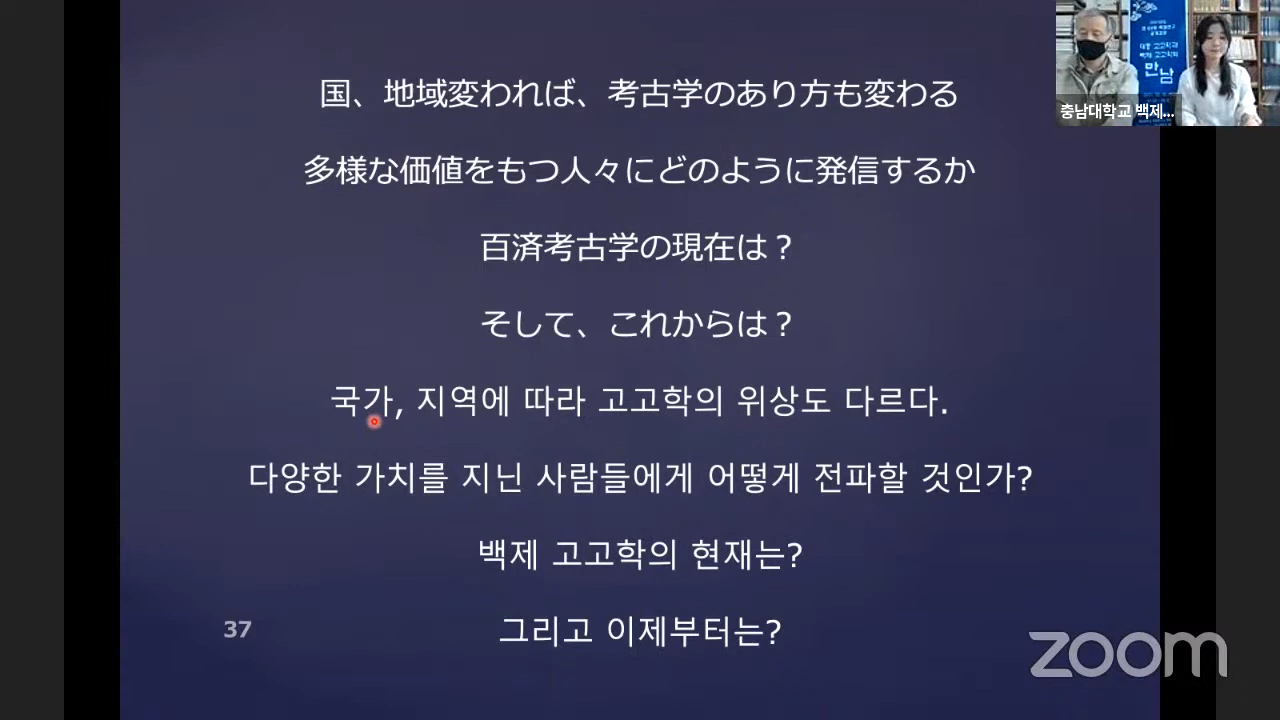 国、地域変われば、考古学のあり方も変わる
多様な価値をもつ人々にどのように発信するか
百済考古学の現在は？
そして、これからは？
국가, 지역에 따라 고고학의 위상도 다르다.
다양한 가치를 지닌 사람들에게 어떻게 전파할 것인가?
백제 고고학의 현재는?
그리고 이제부터는?
37
만남
충남대학교 백제...
zoom